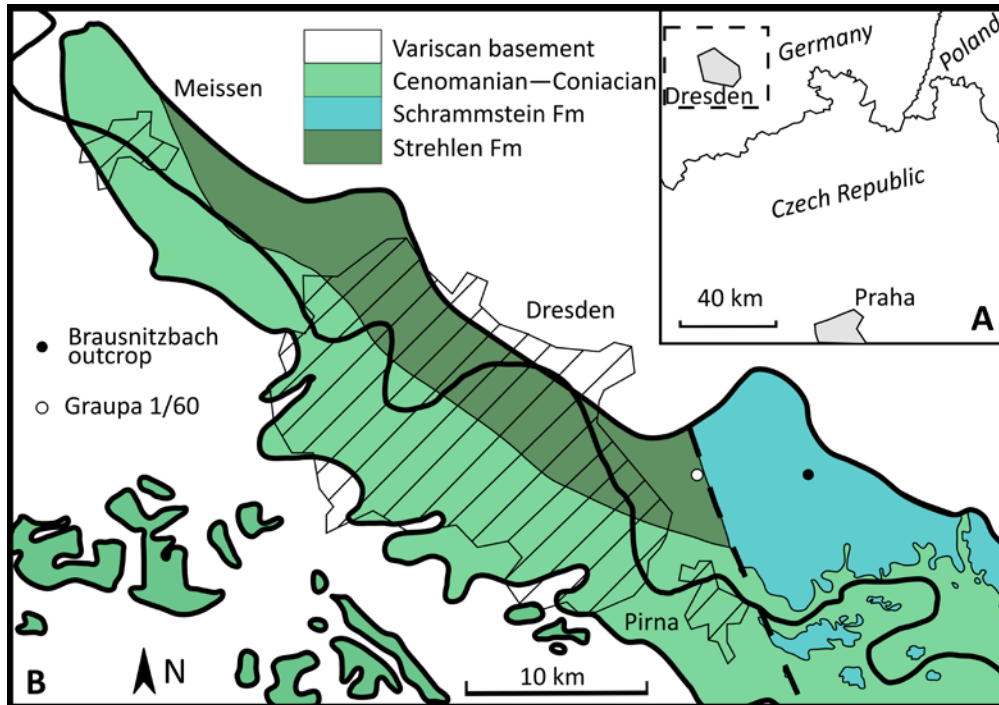 Variscan basement
Cenomanian—Coniacian
Schrammstein Fm
Strehlen Fm
Meissen
Germany
Poland
Dresden
Czech Republic
40 km
Praha
A
Dresden
Brausnitzbach
outcrop
Graupa 1/60
Pirna
B
N
10 km